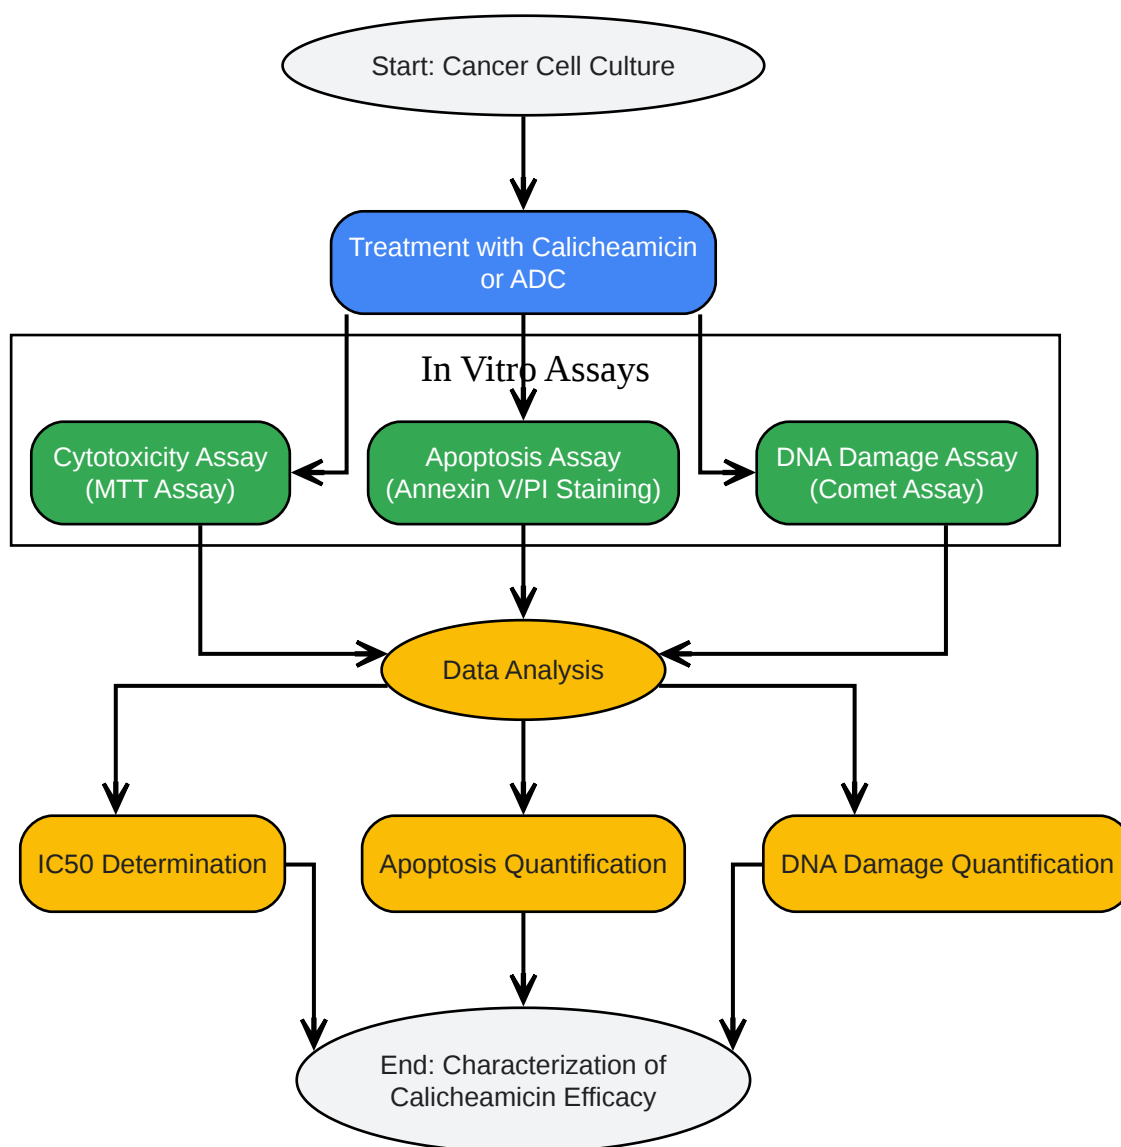 Start: Cancer Cell Culture
Treatment with Calicheamicin
or ADC
In Vitro Assays
Cytotoxicity Assay
(MTT Assay)
Apoptosis Assay
(Annexin V/PI Staining)
DNA Damage Assay
(Comet Assay)
Data Analysis
IC50 Determination
Apoptosis Quantification
DNA Damage Quantification
End: Characterization of
Calicheamicin Efficacy